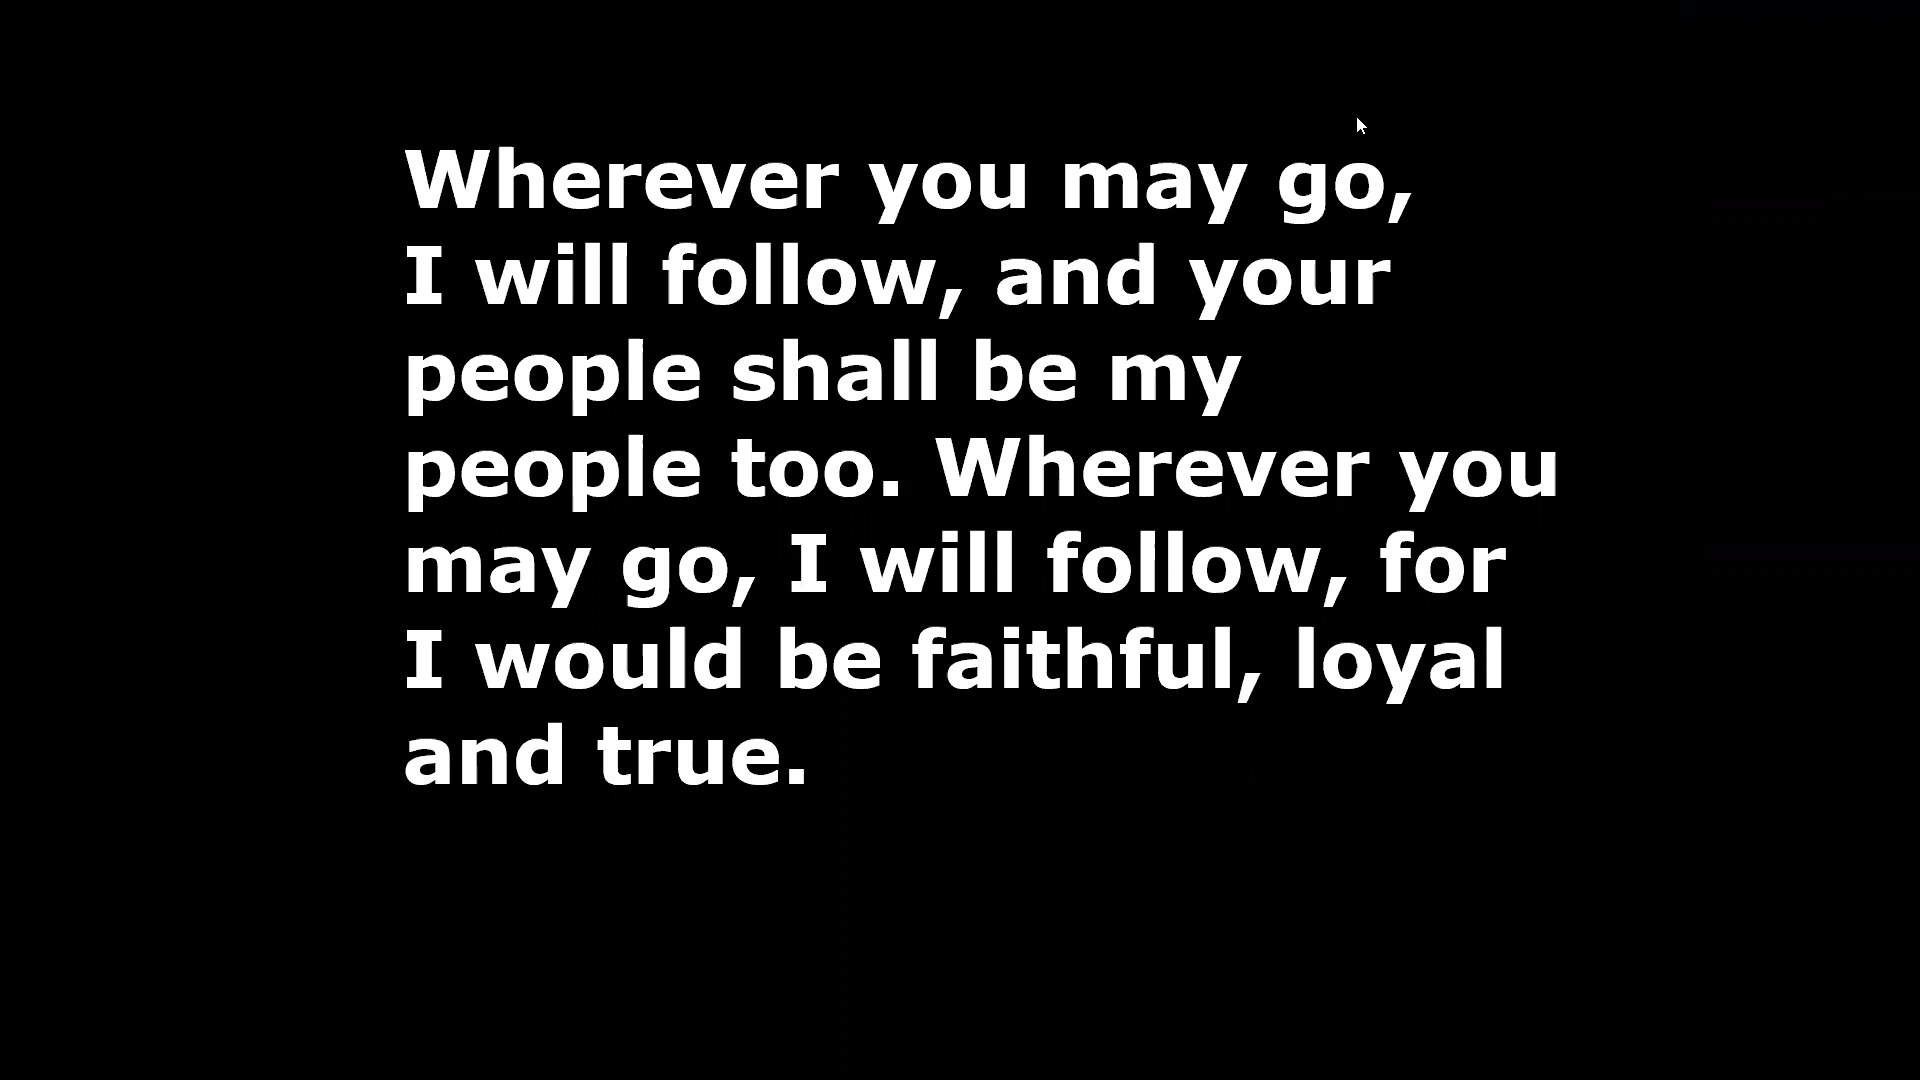 Wherever you may go,
I will follow, and your
people shall be my
people too. Wherever you
may go, I will follow, for
I would be faithful, loyal
and true.